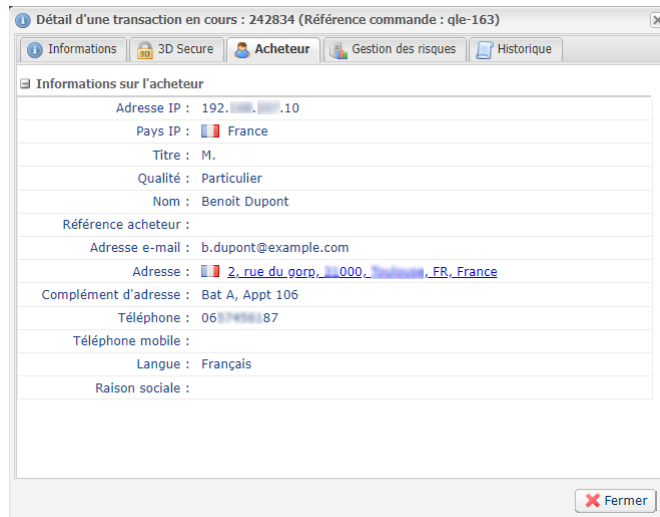 Détail d'une transaction en cours : 242834 (Référence commande : qle-163)
Informations 3D Secure Acheteur Gestion des risques Historique
Informations sur l'acheteur
Adresse IP : 192. . .10
Pays IP : France
Titre : M.
Qualité : Particulier
Nom : Benoit Dupont
Référence acheteur :
Adresse e-mail : b.dupont@example.com
Adresse : 2, rue du gorp, 000, , FR, France
Complément d'adresse : Bat A, Appt 106
Téléphone : 06 87
Téléphone mobile :
Langue : Français
Raison sociale :
Fermer